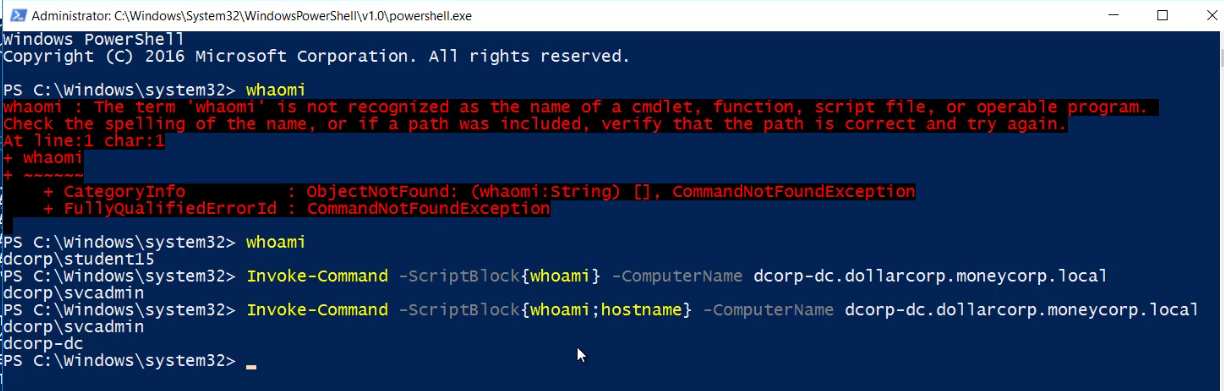 Administrator: C:\Windows\System32\WindowsPowerShell\v1.0\powershell.exe
Windows PowerShell
Copyright (C) 2016 Microsoft Corporation. All rights reserved.
PS C:\Windows\system32> whaomi
whaomi : The term 'whaomi' is not recognized as the name of a cmdlet, function, script file, or operable program.
Check the spelling of the name, or if a path was included, verify that the path is correct and try again.
At line:1 char:1
+ whaomi
+ ~~~~~~
    + CategoryInfo          : ObjectNotFound: (whaomi:String) [], CommandNotFoundException
    + FullyQualifiedErrorId : CommandNotFoundException
PS C:\Windows\system32> whoami
dcorp\student15
PS C:\Windows\system32> Invoke-Command -ScriptBlock{whoami} -ComputerName dcorp-dc.dollarcorp.moneycorp.local
dcorp\svcadmin
PS C:\Windows\system32> Invoke-Command -ScriptBlock{whoami;hostname} -ComputerName dcorp-dc.dollarcorp.moneycorp.local
dcorp\svcadmin
dcorp-dc
PS C:\Windows\system32> _